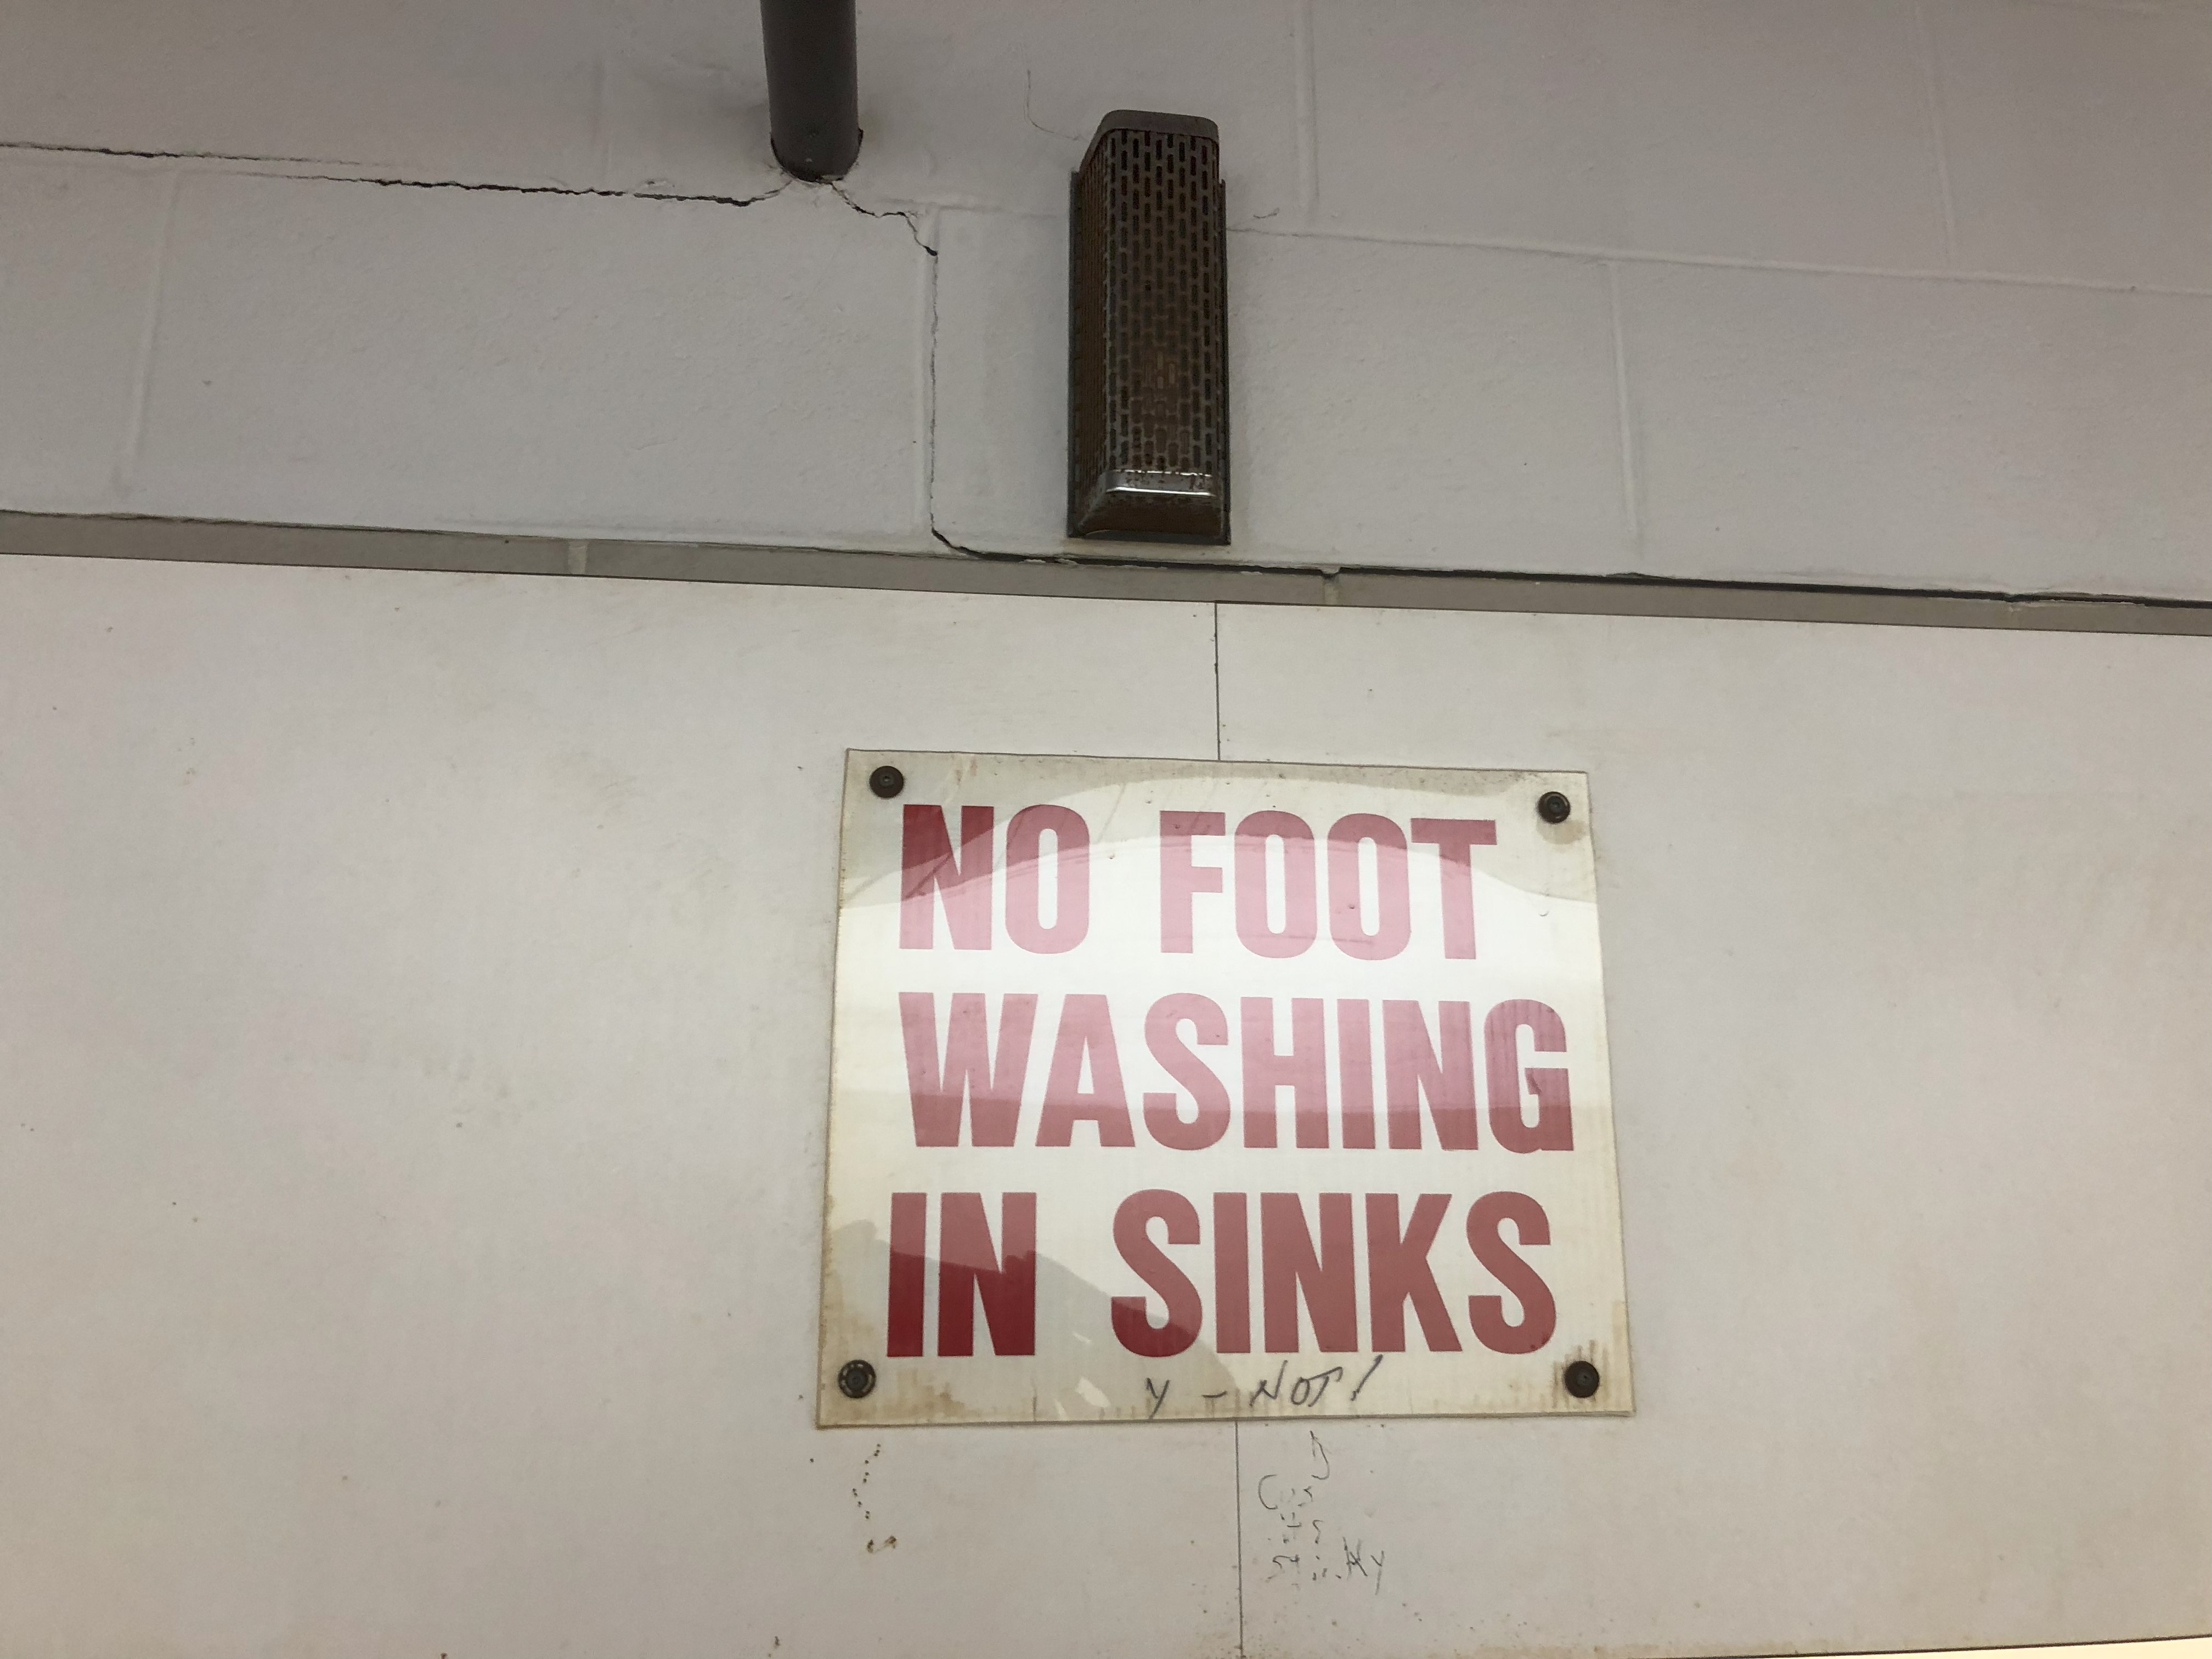 NO FOOT
WASHING
IN SINKS
Y - NOT!